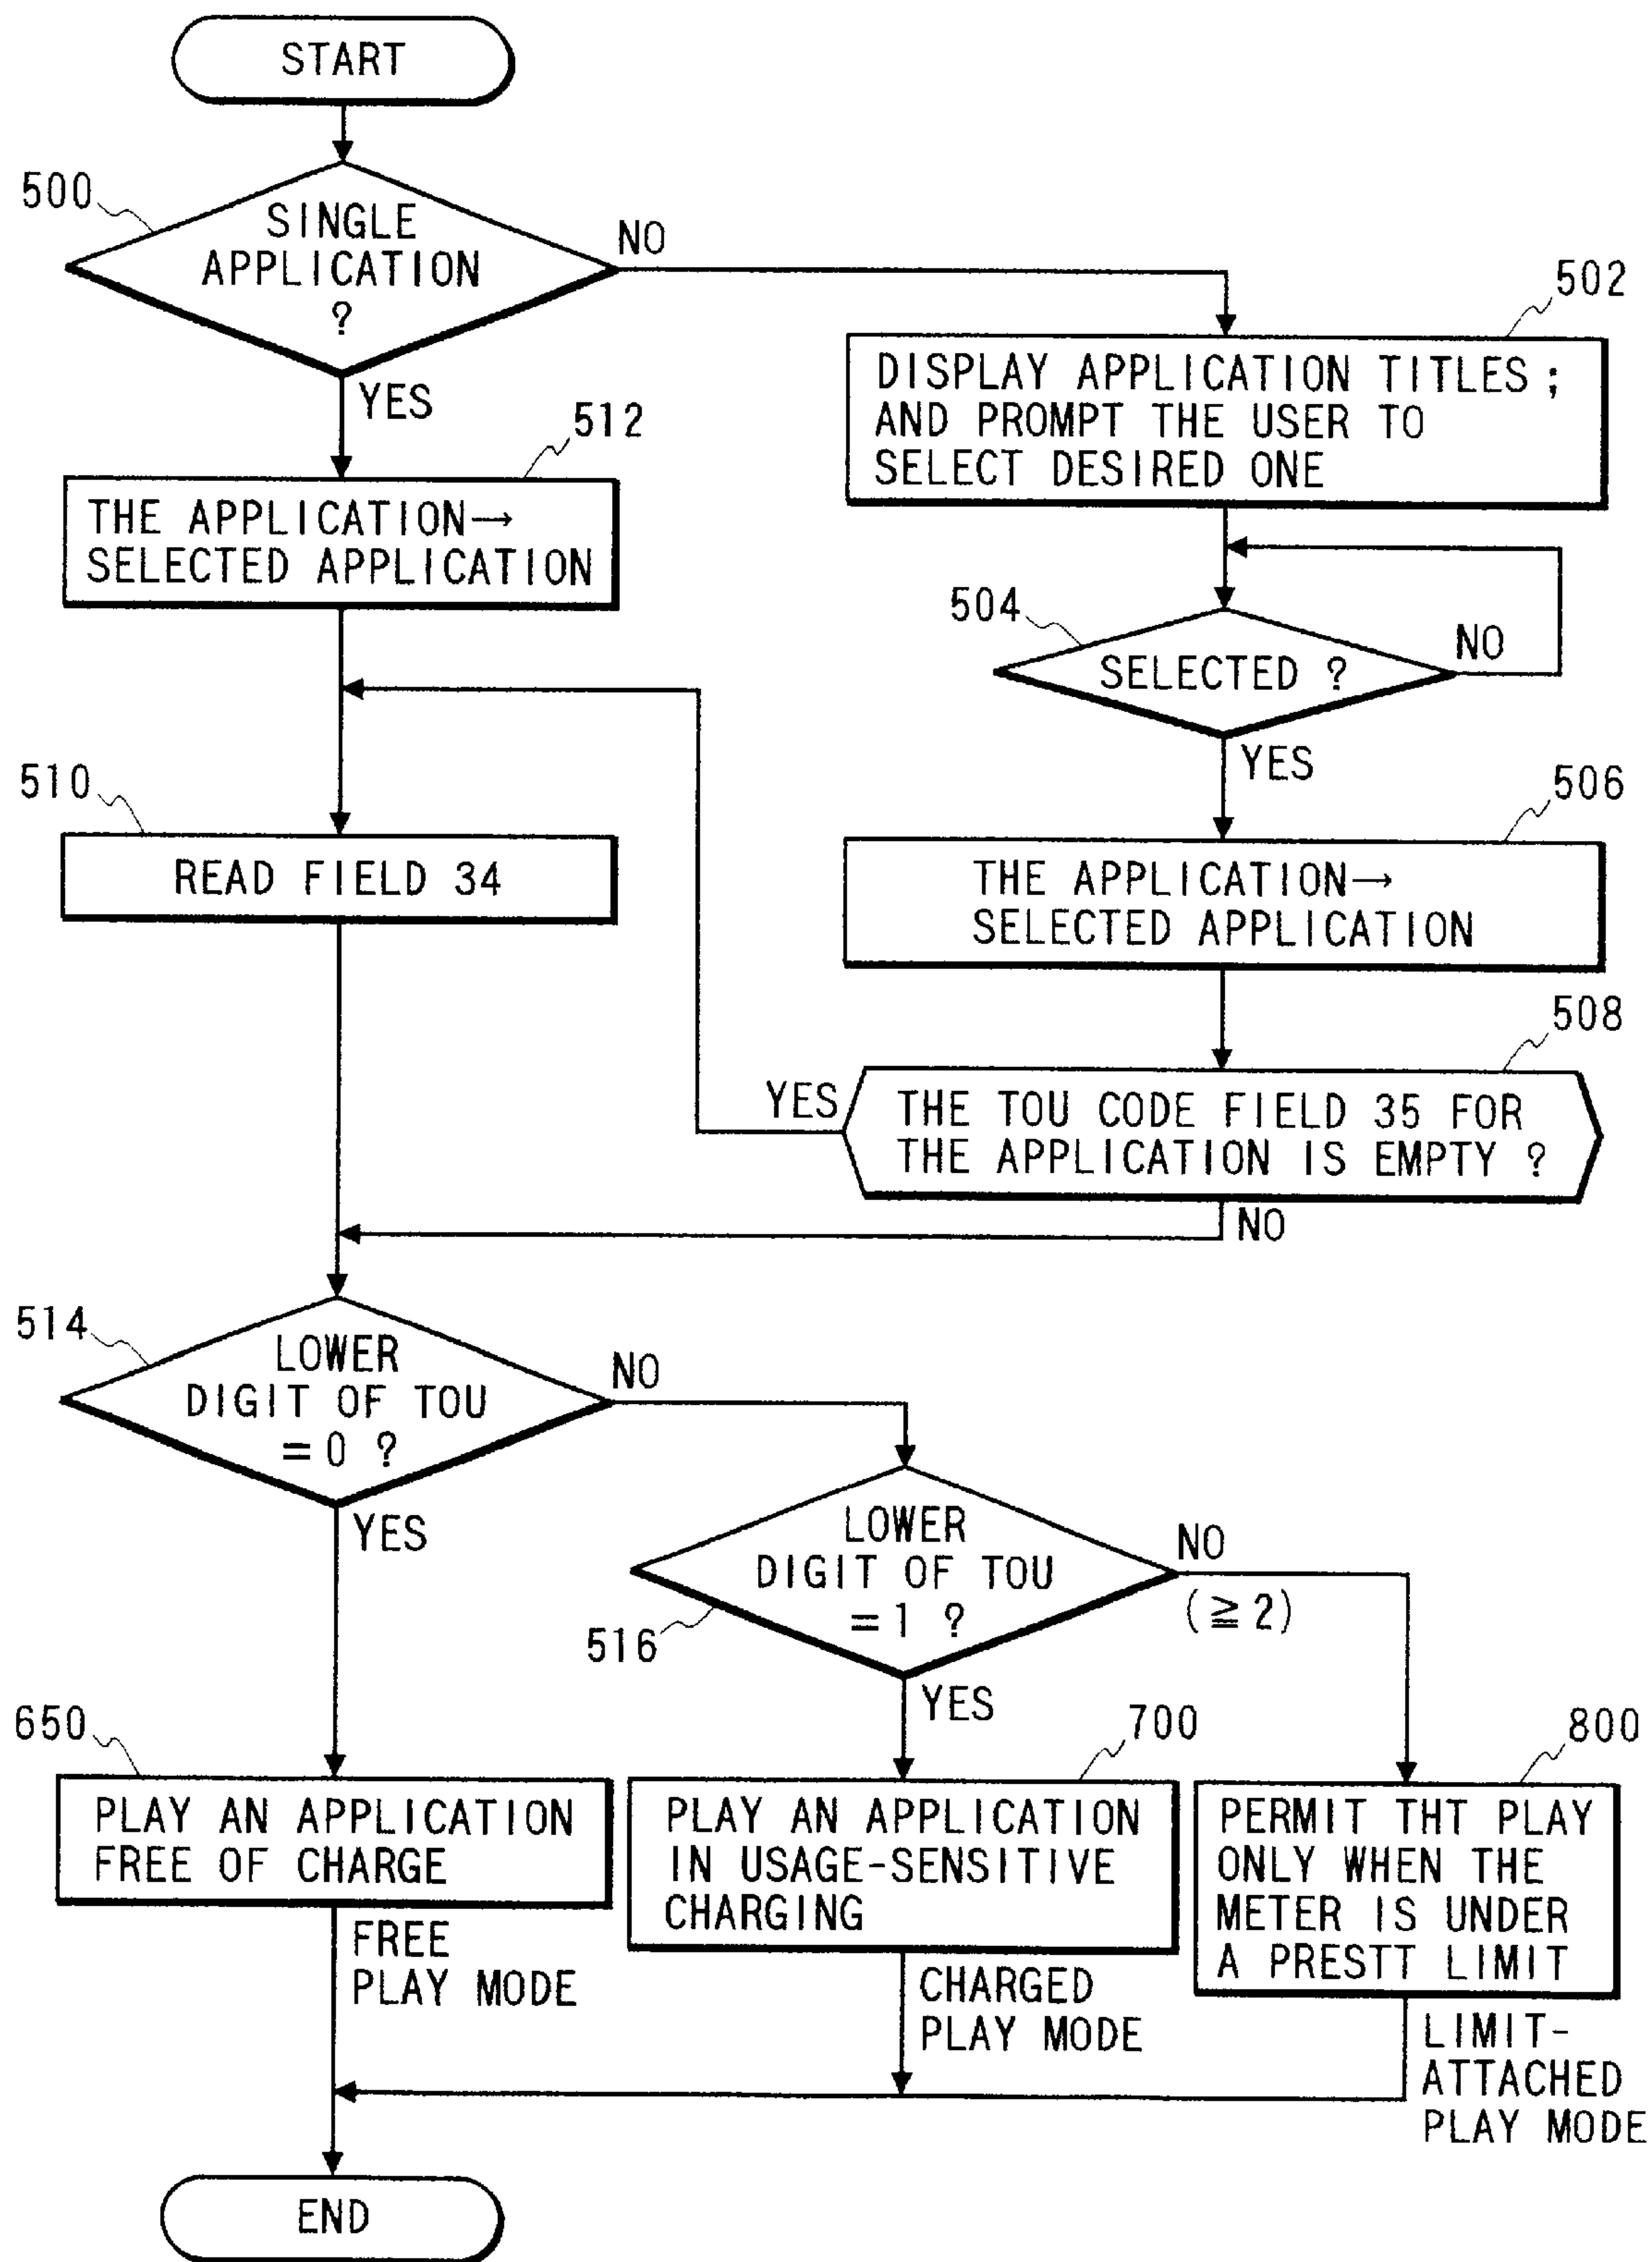 START
500
SINGLE
APPLICATION
?
NO
YES
502
DISPLAY APPLICATION TITLES ;
AND PROMPT THE USER TO
SELECT DESIRED ONE
512
THE APPLICATION→
SELECTED APPLICATION
504
SELECTED ?
NO
YES
510
READ FIELD 34
506
THE APPLICATION→
SELECTED APPLICATION
508
YES
THE TOU CODE FIELD 35 FOR
THE APPLICATION IS EMPTY ?
NO
514
LOWER
DIGIT OF TOU
=0 ?
NO
YES
LOWER
DIGIT OF TOU
=1 ?
516
NO
(≧2)
YES
650
PLAY AN APPLICATION
FREE OF CHARGE
FREE
PLAY MODE
700
PLAY AN APPLICATION
IN USAGE-SENSITIVE
CHARGING
CHARGED
PLAY MODE
800
PERMIT THT PLAY
ONLY WHEN THE
METER IS UNDER
A PRESTT LIMIT
LIMIT-
ATTACHED
PLAY MODE
END